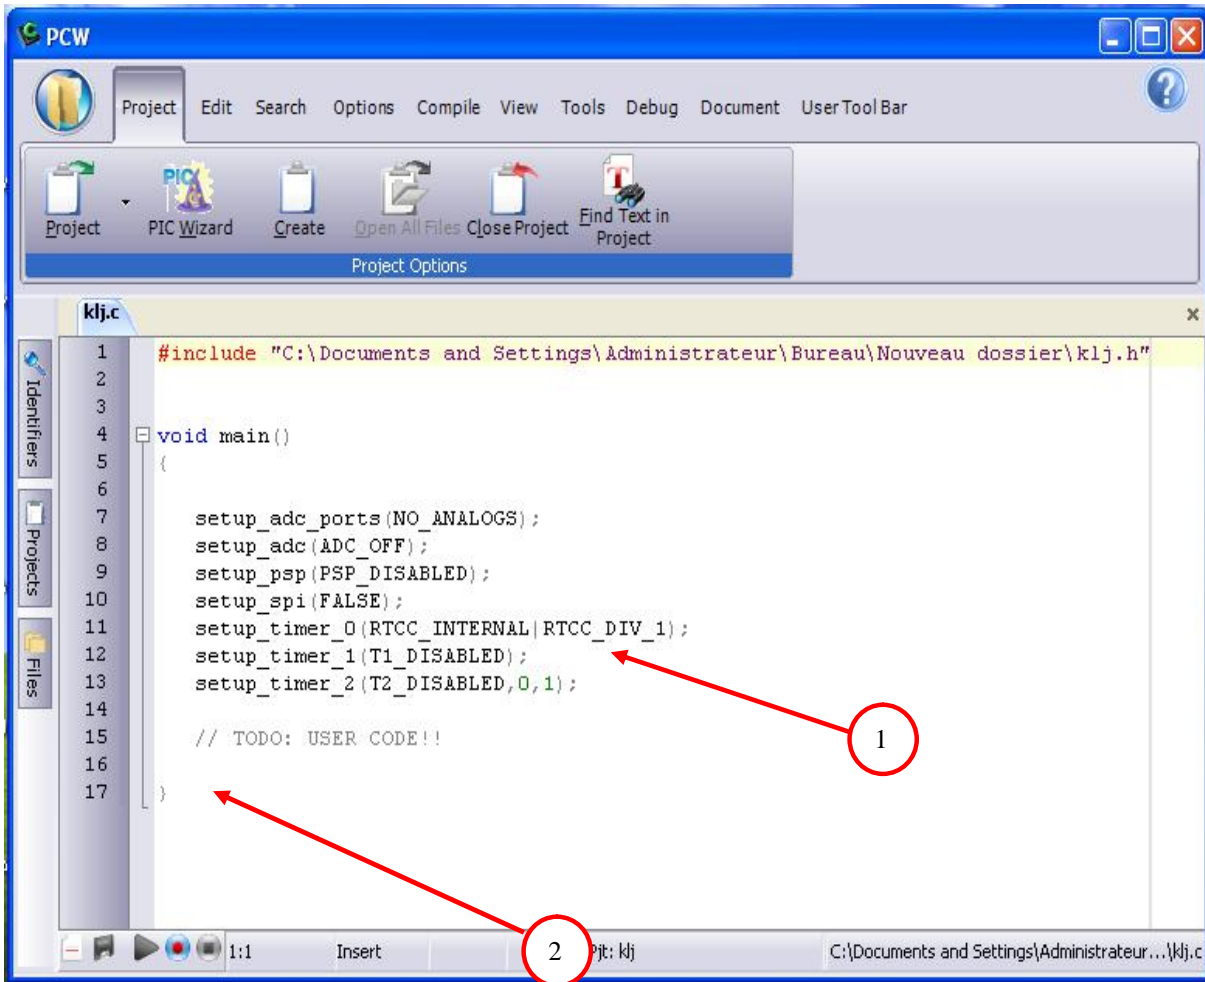 PCW
Project Edit Search Options Compile View Tools Debug Document User Tool Bar
Project PIC Wizard Create Open All Files Close Project Find Text in Project
Project Options
klj.c
Identifiers
Projects
Files
1 #include "C:\Documents and Settings\Administrateur\Bureau\Nouveau dossier\klj.h"
2
3
4 void main()
5 {
6
7 setup_adc_ports(NO_ANALOGS);
8 setup_adc(ADC_OFF);
9 setup_psp(PSP_DISABLED);
10 setup_spi(FALSE);
11 setup_timer_0(RTCC_INTERNAL|RTCC_DIV_1);
12 setup_timer_1(T1_DISABLED);
13 setup_timer_2(T2_DISABLED,0,1);
14
15 // TODO: USER CODE!!
16
17 }
1
2
1:1 Insert Pjt: klj C:\Documents and Settings\Administrateur...\klj.c